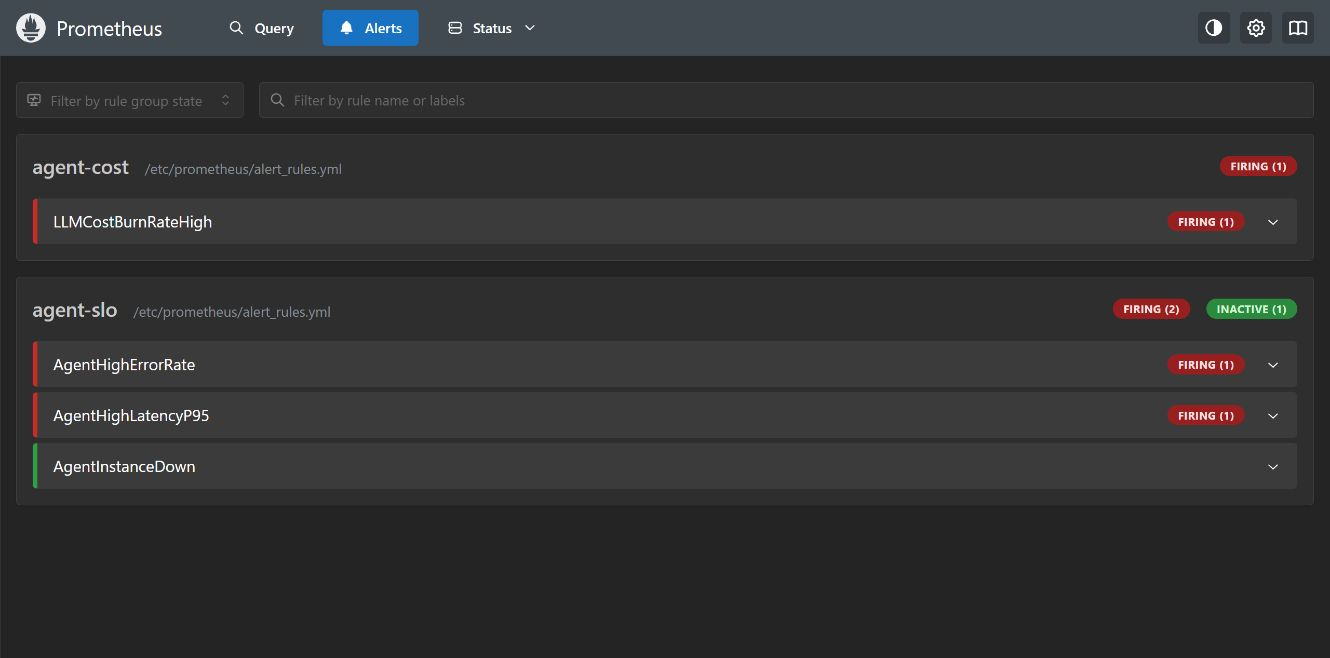 Prometheus Query Alerts Status
Filter by rule group state Filter by rule name or labels
agent-cost /etc/prometheus/alert_rules.yml FIRING (1)
LLMCostBurnRateHigh FIRING (1)
agent-slo /etc/prometheus/alert_rules.yml FIRING (2) INACTIVE (1)
AgentHighErrorRate FIRING (1)
AgentHighLatencyP95 FIRING (1)
AgentInstanceDown